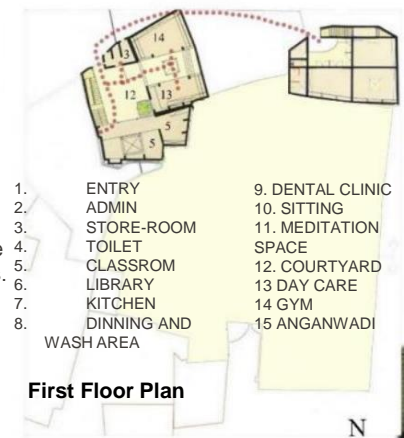 14
3
12
13
5
5
1. ENTRY
2. ADMIN
3. STORE-ROOM
4. TOILET
5. CLASSROM
6. LIBRARY
7. KITCHEN
8. DINNING AND
WASH AREA
9. DENTAL CLINIC
10. SITTING
11. MEDITATION
SPACE
12. COURTYARD
13 DAY CARE
14 GYM
15 ANGANWADI
e
s.
First Floor Plan
N